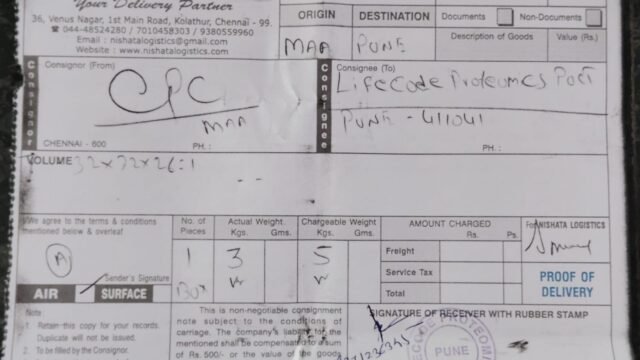 Your Delivery Partner
36, Venus Nagar, 1st Main Road, Kolathur, Chennai - 99.
☎ 044-48524280 / 7010458303 / 9380559960
Email : nishatalogistics@gmail.com
Website : www.nishatalogistics.com
ORIGIN
MAA
DESTINATION
PUNE
Documents
Non-Documents
Description of Goods
Value (Rs.)
Consignor
Consignor (From)
CPC
MAA
CHENNAI - 600
PH. :
Consignee
Consignee (To)
LIFECODE PROTEOMICS PVT
PUNE - 411041
PH. :
VOLUME 32x32x26:1
We agree to the terms & conditions
mentioned below & overleaf
A
Sender's Signature
AIR
SURFACE
No. of
Pieces
1
BOX
Actual Weight
Kgs. Gms.
3
Chargeable Weight
Kgs. Gms.
5
AMOUNT CHARGED
Rs. Ps.
Freight
Service Tax
Total
For NISHATA LOGISTICS
PROOF OF
DELIVERY
Note:
1. Retain this copy for your records.
Duplicate will not be issued.
2. To be filled by the Consignor.
This is non-negotiable consignment
note subject to the conditions of
carriage. The company's liability for
mentioned shall be compensated to a sum
of Rs. 500/- or the value of the goods
SIGNATURE OF RECEIVER WITH RUBBER STAMP
PUNE